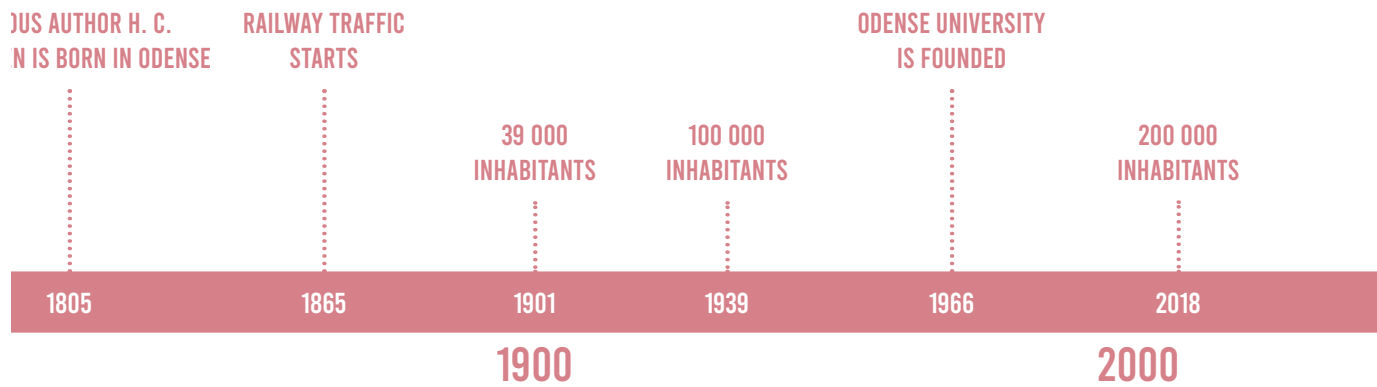 AUTHOR H. C.
IS BORN IN ODENSE
RAILWAY TRAFFIC
STARTS
ODENSE UNIVERSITY
IS FOUNDED
39 000
INHABITANTS
100 000
INHABITANTS
200 000
INHABITANTS
1805
1865
1901
1939
1966
2018
1900
2000